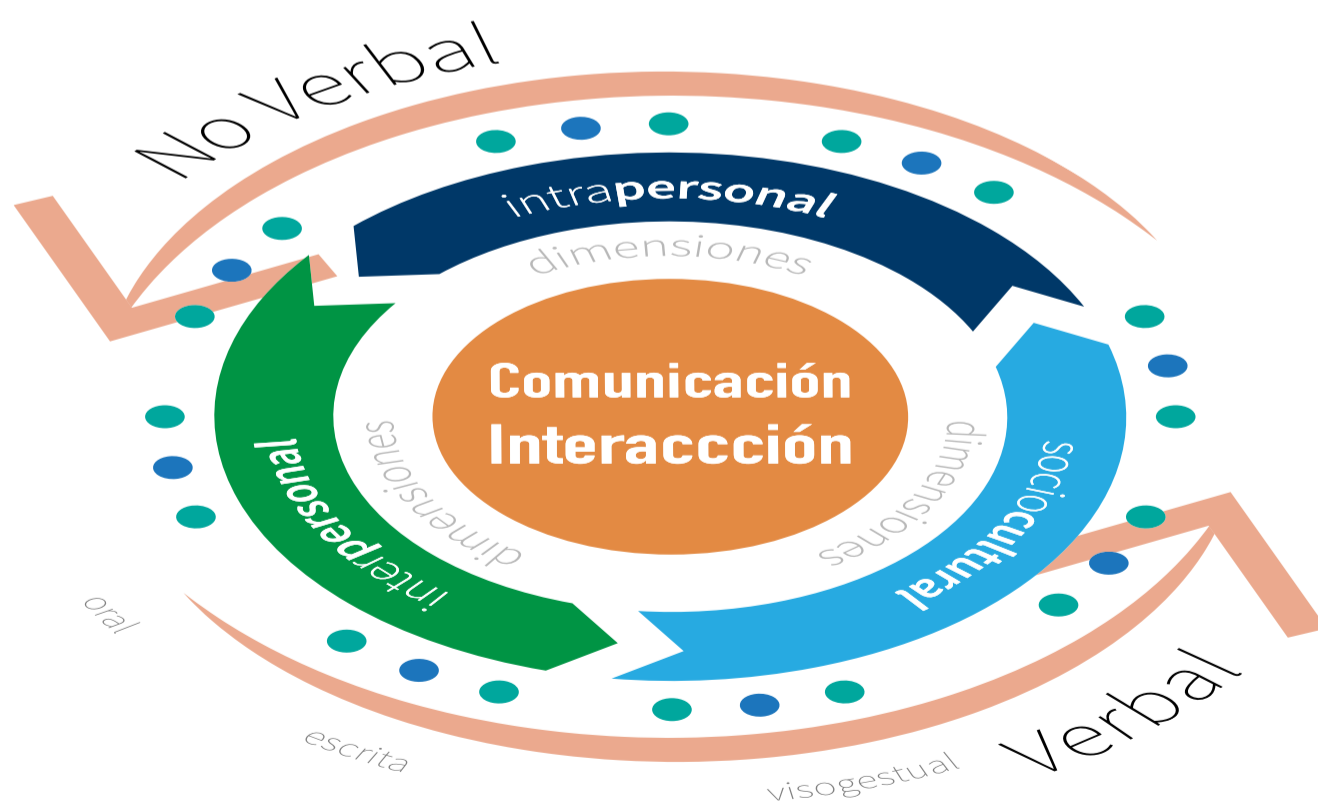 No Verbal
intrapersonal
dimensiones
Comunicación
Interaccción
dimensiones
interpersonal
dimensiones
sociocultural
oral
escrita
visogestual
Verbal